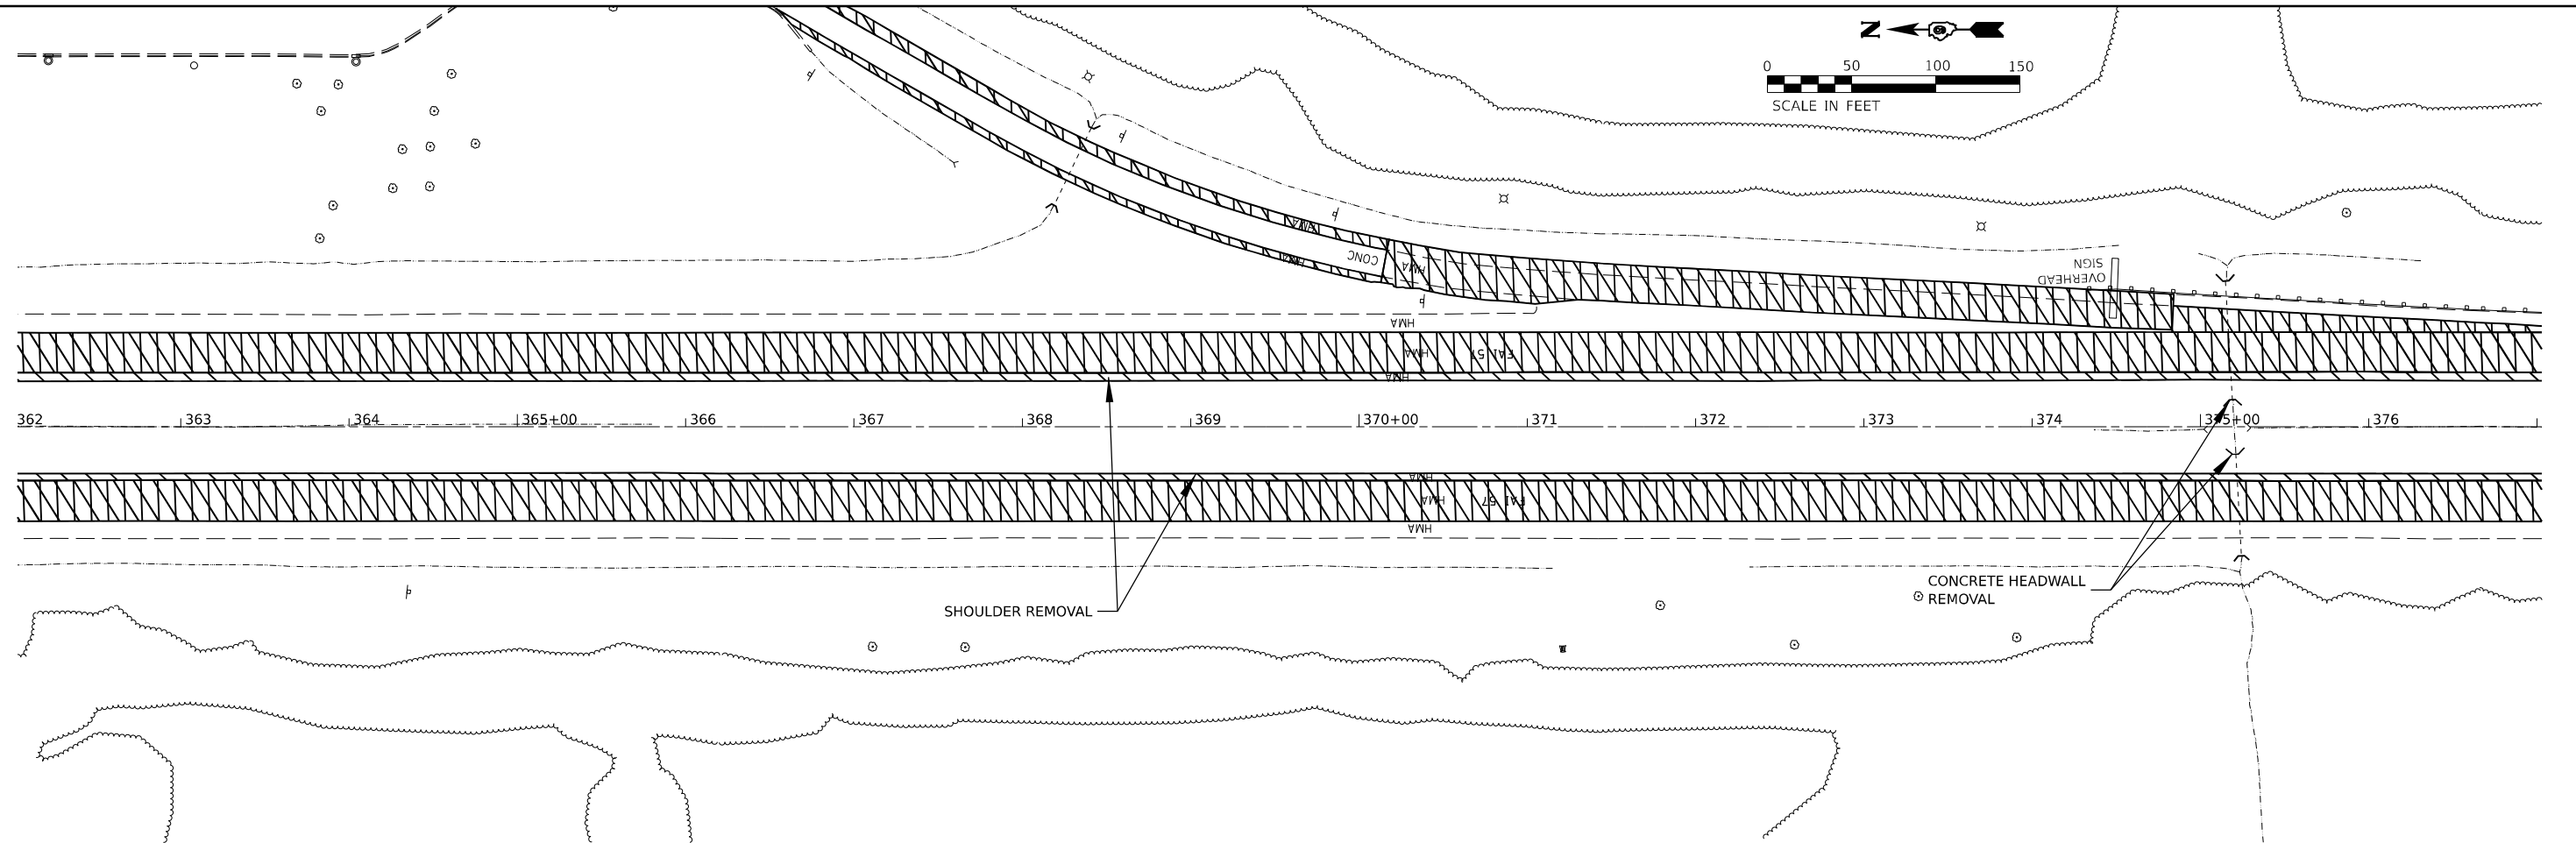 N
0 50 100 150
SCALE IN FEET
HMA
CONC
HMA
HMA
SIGN
OVERHEAD
HMA
HMA
FAI 57
HMA
362 363 364 365+00 366 367 368 369 370+00 371 372 373 374 375+00 376
HMA
HMA
FAI 57
HMA
SHOULDER REMOVAL
CONCRETE HEADWALL
REMOVAL